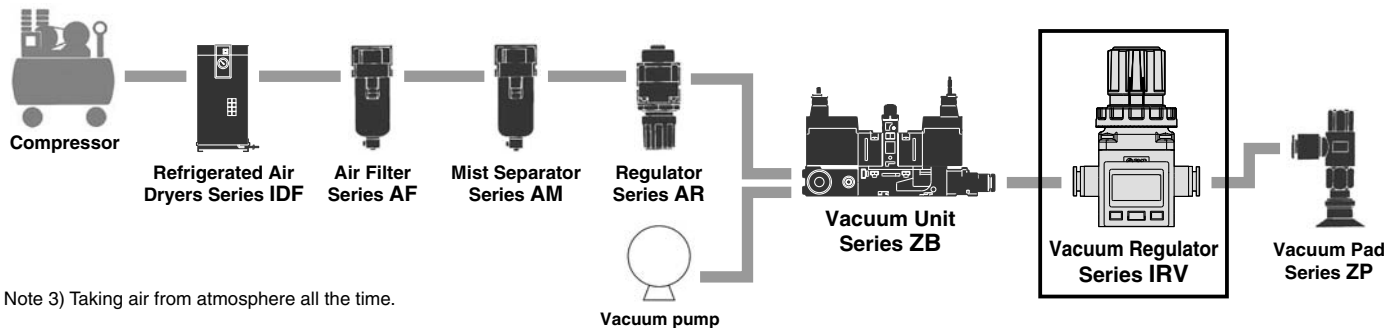 Compressor
Refrigerated Air
Dryers Series IDF
Air Filter
Series AF
Mist Separator
Series AM
Regulator
Series AR
Vacuum pump
Vacuum Unit
Series ZB
Vacuum Regulator
Series IRV
Vacuum Pad
Series ZP
Note 3) Taking air from atmosphere all the time.